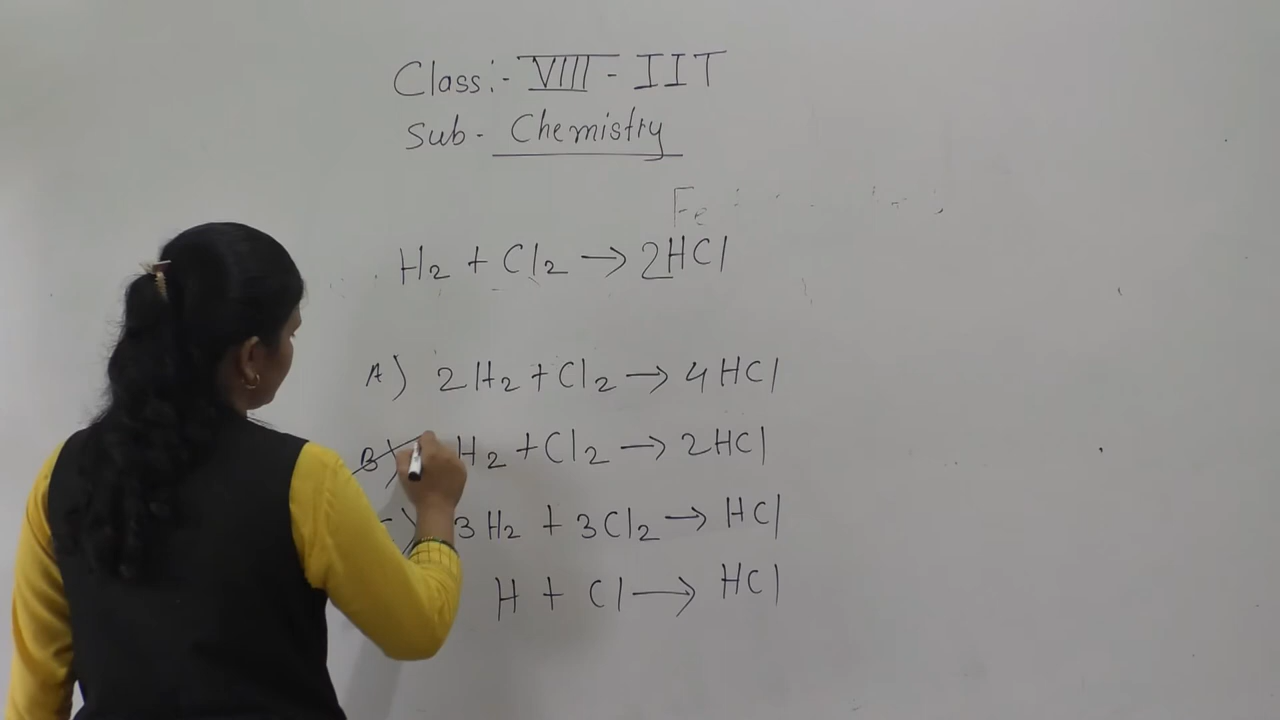 Class:- VIII - IIT
Sub - Chemistry
Fe
H₂ + Cl₂ → 2HCl
A) 2H₂ + Cl₂ → 4HCl
B) H₂ + Cl₂ → 2HCl
3H₂ + 3Cl₂ → HCl
H + Cl → HCl